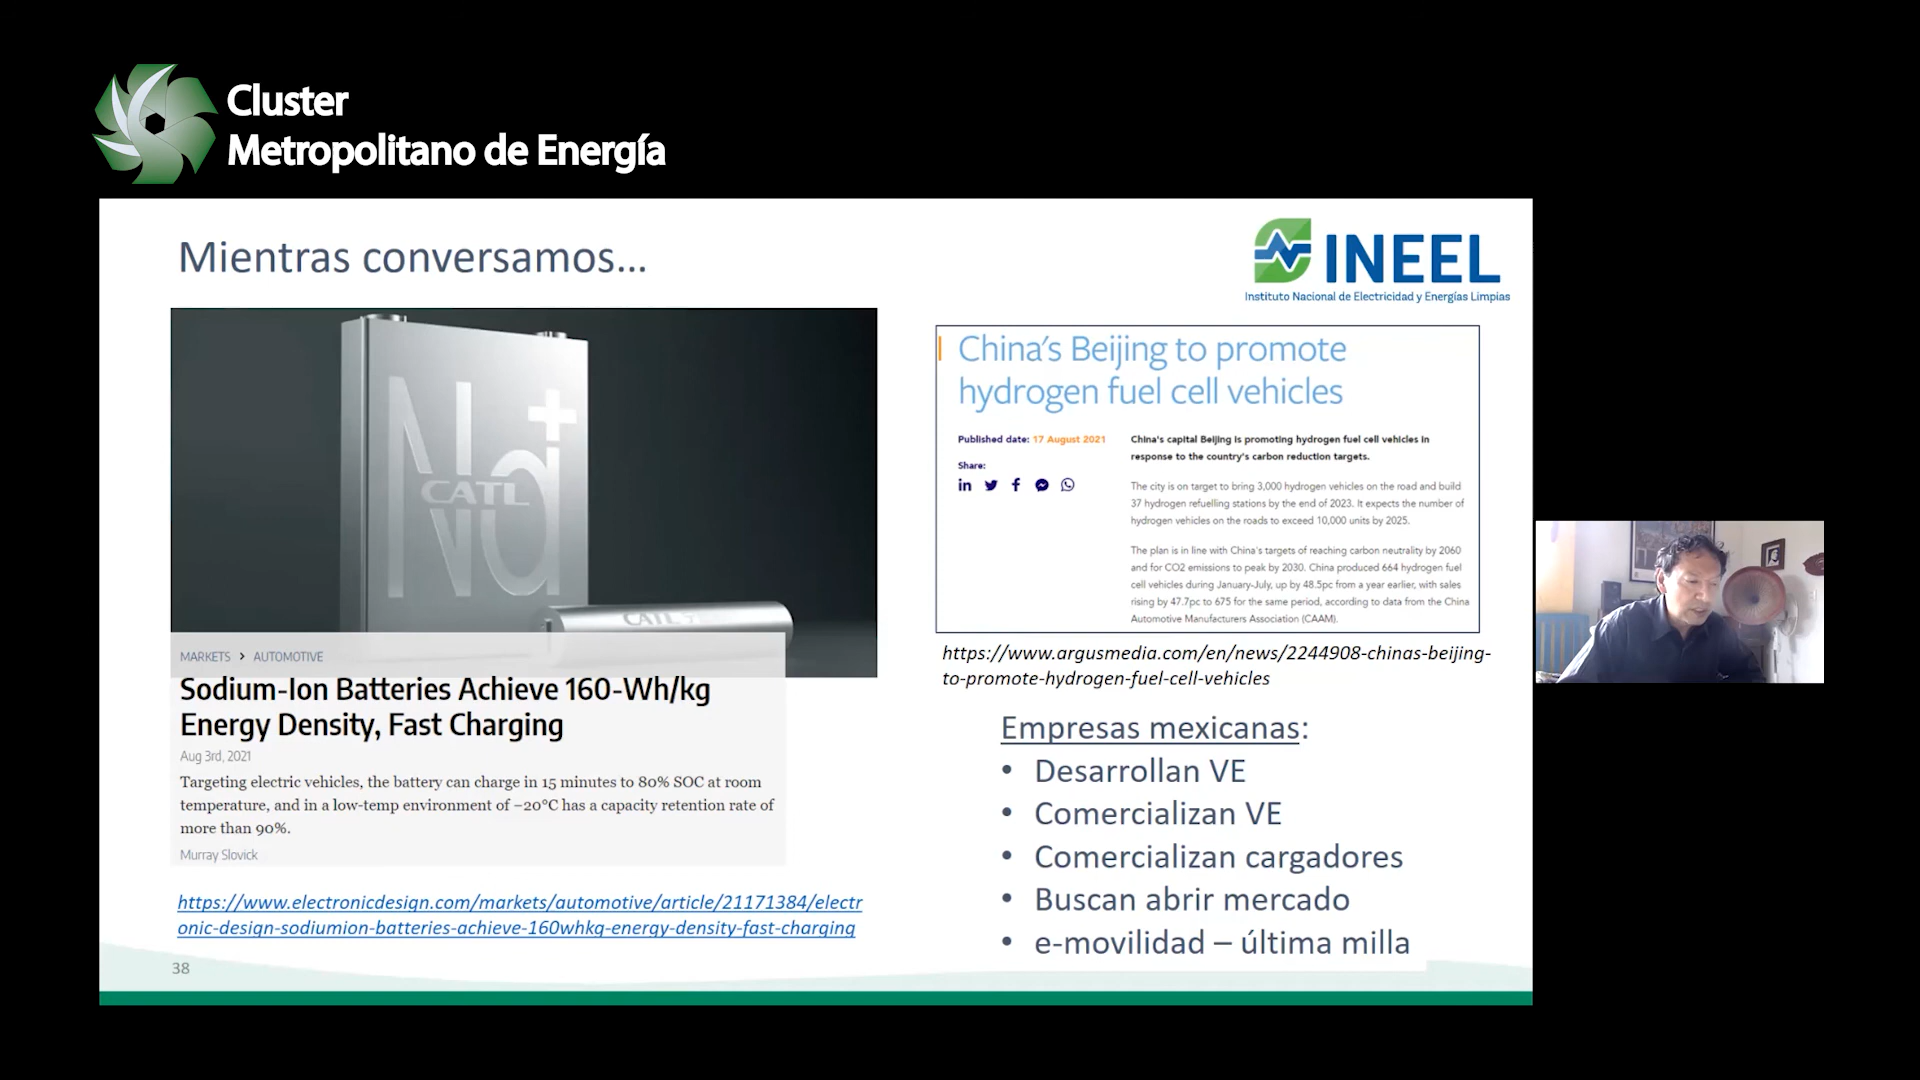 Cluster
Metropolitano de Energía
Mientras conversamos...
INEEL
Instituto Nacional de Electricidad y Energías Limpias
Na+
CATL
CATL
MARKETS > AUTOMOTIVE
Sodium-Ion Batteries Achieve 160-Wh/kg
Energy Density, Fast Charging
Aug 3rd, 2021
Targeting electric vehicles, the battery can charge in 15 minutes to 80% SOC at room
temperature, and in a low-temp environment of −20°C has a capacity retention rate of
more than 90%.
Murray Slovick
https://www.electronicdesign.com/markets/automotive/article/21171384/electr
onic-design-sodiumion-batteries-achieve-160whkg-energy-density-fast-charging
38
China's Beijing to promote
hydrogen fuel cell vehicles
Published date: 17 August 2021
Share:
China's capital Beijing is promoting hydrogen fuel cell vehicles in
response to the country's carbon reduction targets.
The city is on target to bring 3,000 hydrogen vehicles on the road and build
37 hydrogen refuelling stations by the end of 2023. It expects the number of
hydrogen vehicles on the roads to exceed 10,000 units by 2025.
The plan is in line with China's targets of reaching carbon neutrality by 2060
and for CO2 emissions to peak by 2030. China produced 664 hydrogen fuel
cell vehicles during January-July, up by 48.5pc from a year earlier, with sales
rising by 47.7pc to 675 for the same period, according to data from the China
Automotive Manufacturers Association (CAAM).
https://www.argusmedia.com/en/news/2244908-chinas-beijing-
to-promote-hydrogen-fuel-cell-vehicles
Empresas mexicanas:
• Desarrollan VE
• Comercializan VE
• Comercializan cargadores
• Buscan abrir mercado
• e-movilidad – última milla